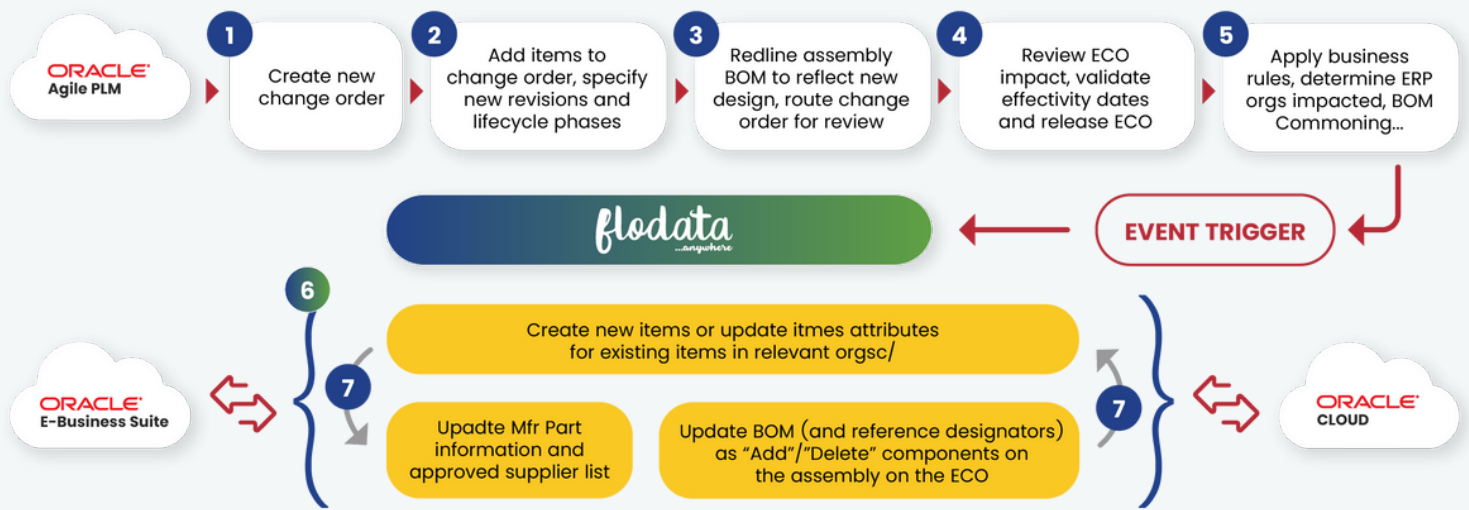 ORACLE
Agile PLM
1
Create new
change order
2
Add items to
change order, specify
new revisions and
lifecycle phases
3
Redline assembly
BOM to reflect new
design, route change
order for review
4
Review ECO
impact, validate
effectivity dates
and release ECO
5
Apply business
rules, determine ERP
orgs impacted, BOM
Commoning...
flodata
...anywhere
EVENT TRIGGER
6
Create new items or update itmes attributes
for existing items in relevant orgsc/
ORACLE
E-Business Suite
7
Upadte Mfr Part
information and
approved supplier list
Update BOM (and reference designators)
as “Add”/”Delete” components on
the assembly on the ECO
7
ORACLE
CLOUD